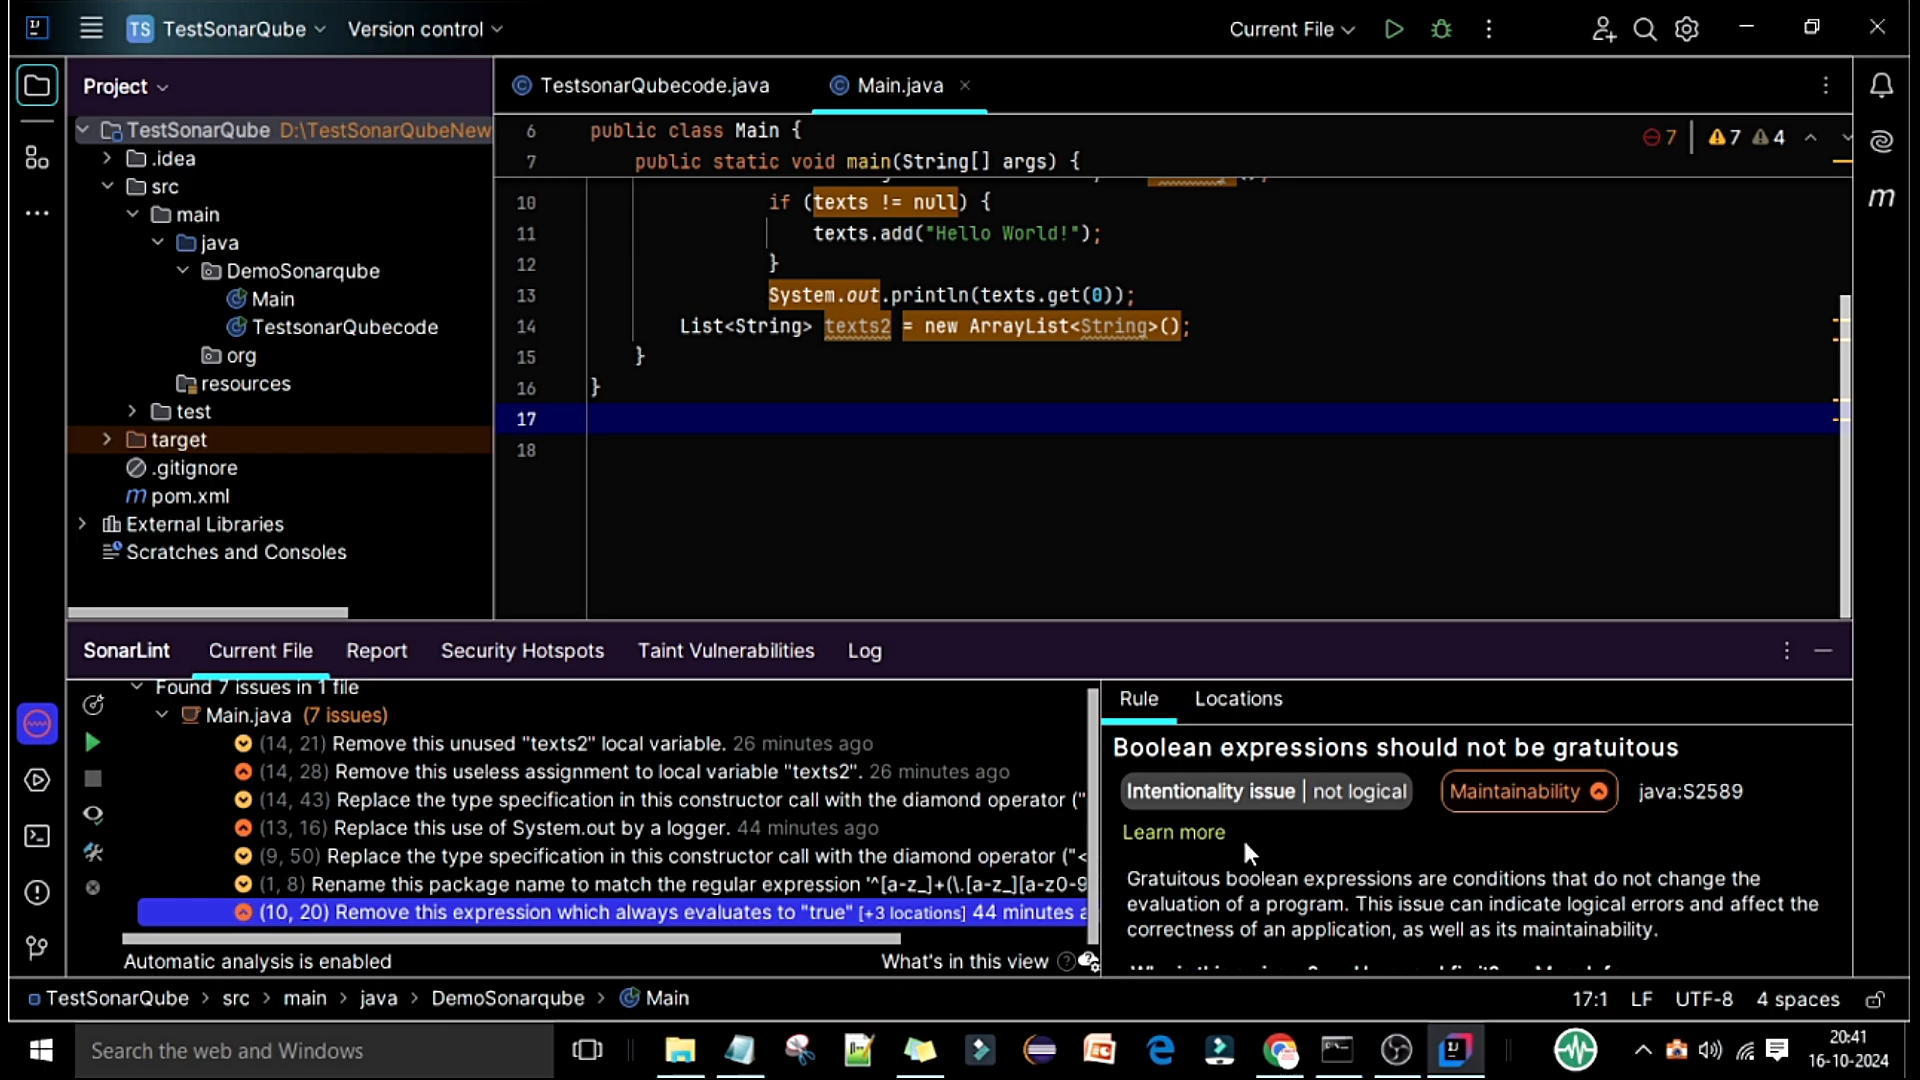 TS TestSonarQube Version control Current File
Project
TestsonarQubecode.java Main.java
TestSonarQube D:\TestSonarQubeNew
.idea
src
main
java
DemoSonarqube
Main
TestsonarQubecode
org
resources
test
target
.gitignore
pom.xml
External Libraries
Scratches and Consoles
7 7 4
6 public class Main {
7 public static void main(String[] args) {
10 if (texts != null) {
11 texts.add("Hello World!");
12 }
13 System.out.println(texts.get(0));
14 List<String> texts2 = new ArrayList<String>();
15 }
16 }
17
18
SonarLint Current File Report Security Hotspots Taint Vulnerabilities Log
Found 7 issues in 1 file
Main.java (7 issues)
(14, 21) Remove this unused "texts2" local variable. 26 minutes ago
(14, 28) Remove this useless assignment to local variable "texts2". 26 minutes ago
(14, 43) Replace the type specification in this constructor call with the diamond operator ("
(13, 16) Replace this use of System.out by a logger. 44 minutes ago
(9, 50) Replace the type specification in this constructor call with the diamond operator ("<
(1, 8) Rename this package name to match the regular expression '^[a-z_]+(\.[a-z_][a-z0-9
(10, 20) Remove this expression which always evaluates to "true" [+3 locations] 44 minutes a
Automatic analysis is enabled What's in this view
Rule Locations
Boolean expressions should not be gratuitous
Intentionality issue | not logical Maintainability java:S2589
Learn more
Gratuitous boolean expressions are conditions that do not change the
evaluation of a program. This issue can indicate logical errors and affect the
correctness of an application, as well as its maintainability.
TestSonarQube > src > main > java > DemoSonarqube > Main
17:1 LF UTF-8 4 spaces
Search the web and Windows
20:41
16-10-2024